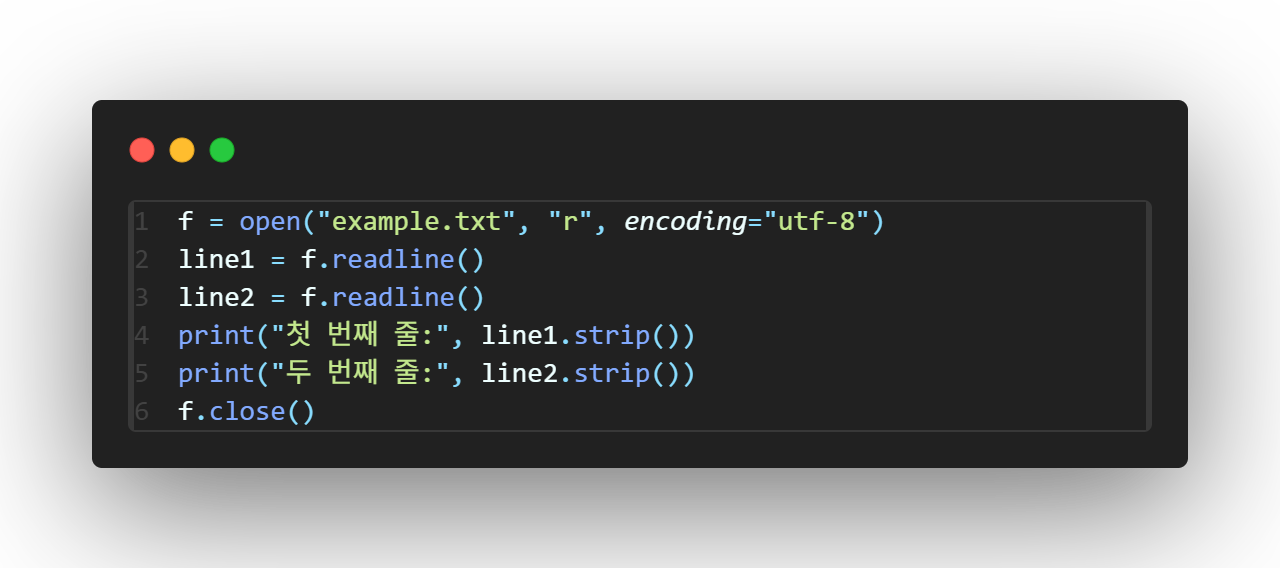 1 f = open("example.txt", "r", encoding="utf-8")
2 line1 = f.readline()
3 line2 = f.readline()
4 print("첫 번째 줄:", line1.strip())
5 print("두 번째 줄:", line2.strip())
6 f.close()